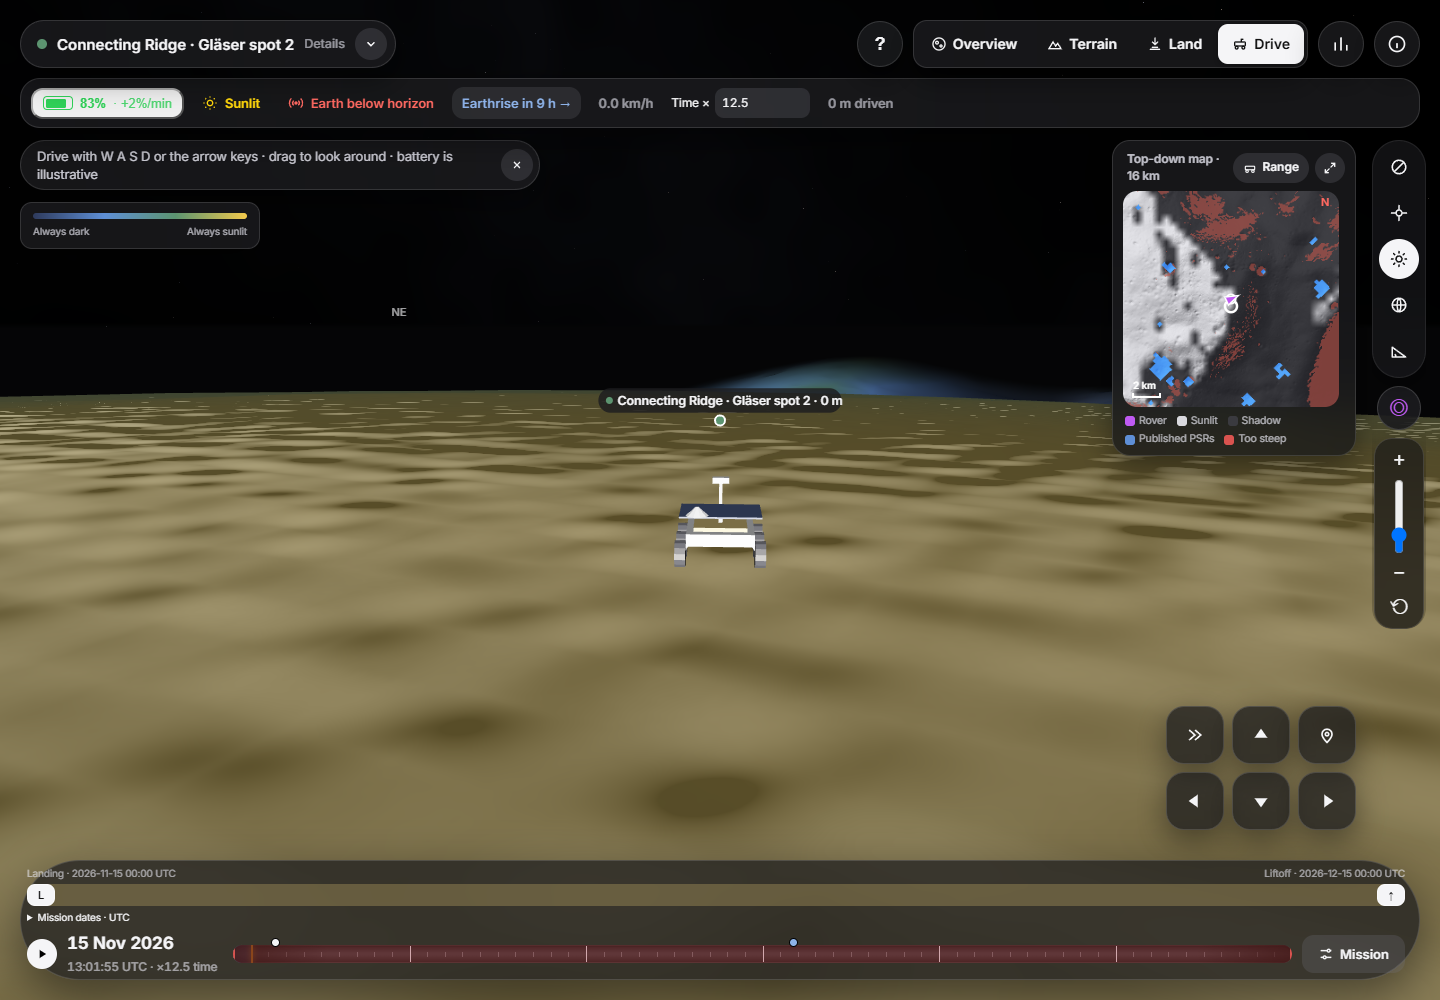 Connecting Ridge · Gläser spot 2 Details
? Overview Terrain Land Drive
83% · +2%/min Sunlit Earth below horizon Earthrise in 9 h → 0.0 km/h Time × 12.5 0 m driven
Drive with W A S D or the arrow keys · drag to look around · battery is
illustrative
Always dark Always sunlit
Top-down map ·
16 km
Range
N
2 km
Rover Sunlit Shadow
Published PSRs Too steep
NE
Connecting Ridge · Gläser spot 2 · 0 m
Landing · 2026-11-15 00:00 UTC
Liftoff · 2026-12-15 00:00 UTC
L ↑
Mission dates · UTC
15 Nov 2026
13:01:55 UTC · ×12.5 time
Mission